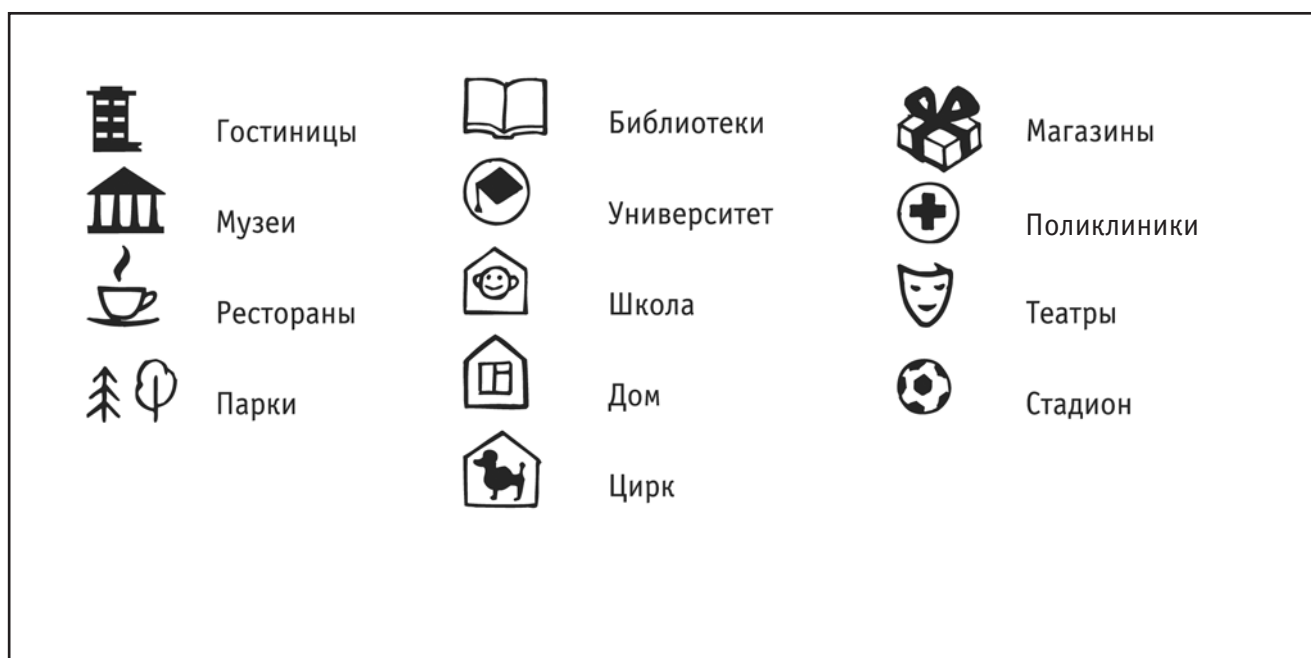 Гостиницы
Музеи
Рестораны
Парки
Библиотеки
Университет
Школа
Дом
Цирк
Магазины
Поликлиники
Театры
Стадион